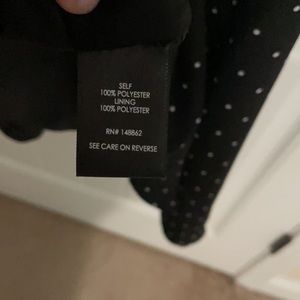 SELF
100% POLYESTER
LINING
100% POLYESTER
RN# 148862
SEE CARE ON REVERSE